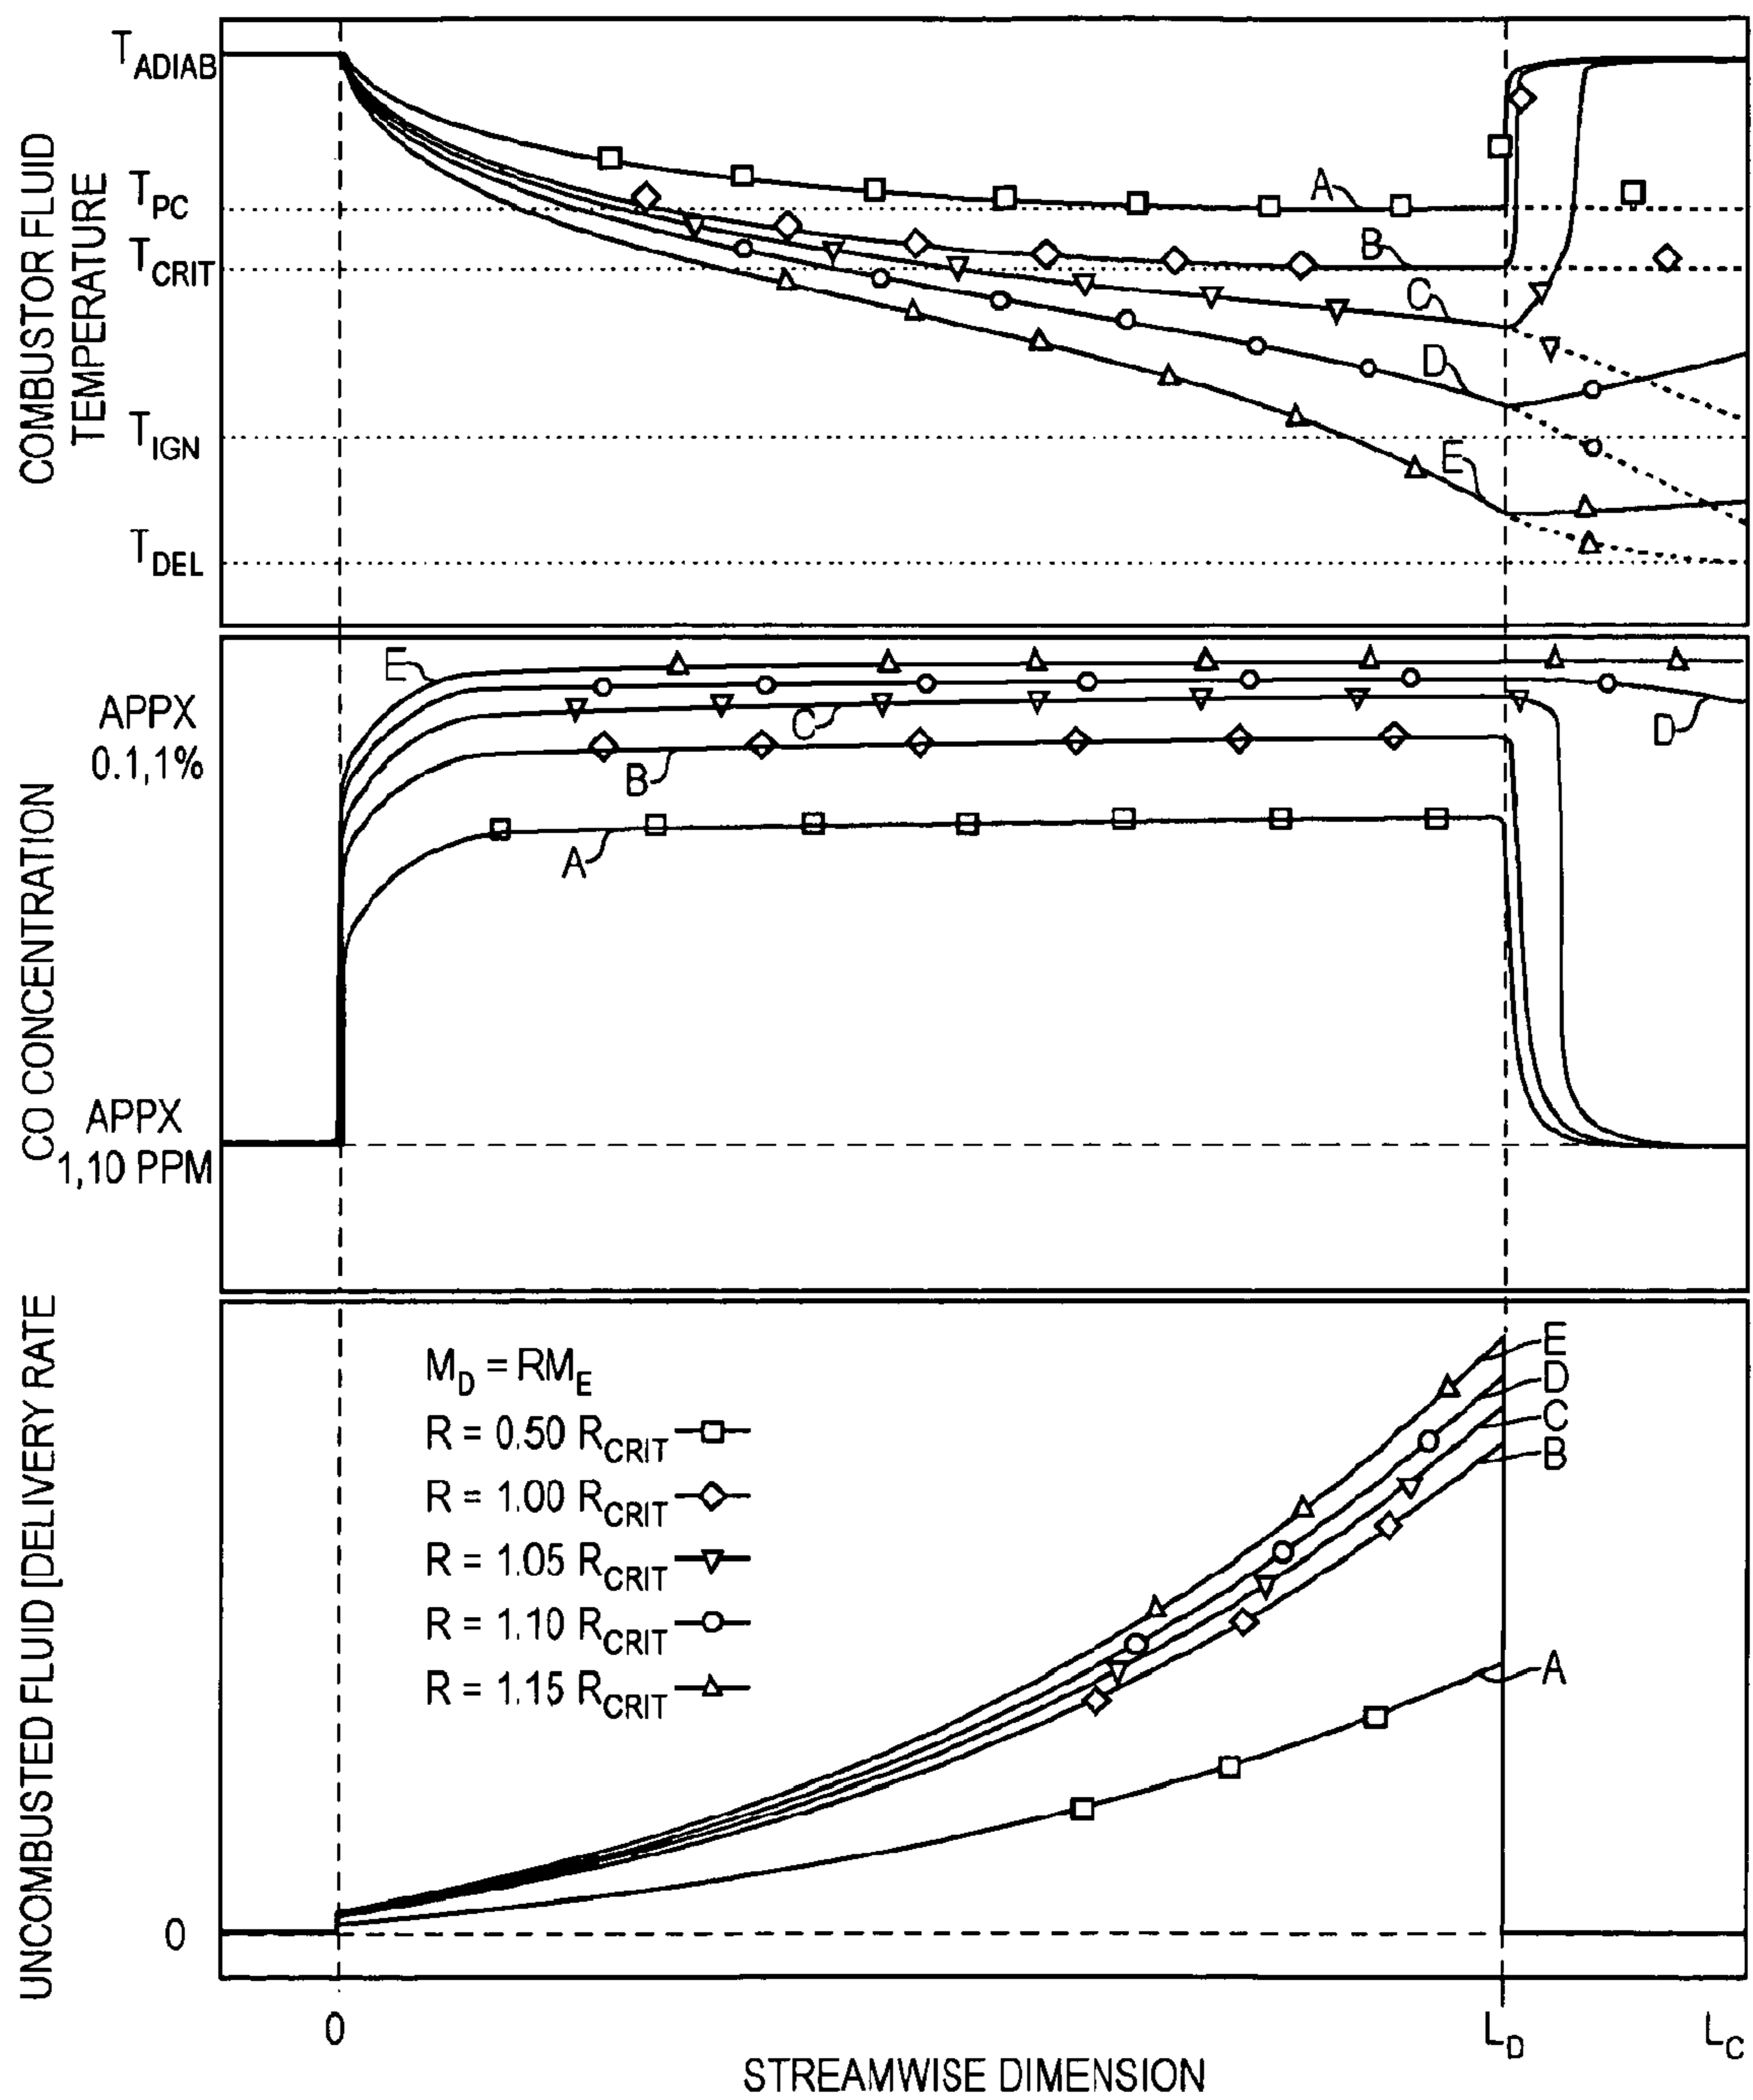 COMBUSTOR FLUID
TEMPERATURE
T_ADIAB
T_PC
T_CRIT
T_IGN
T_DEL
A
B
C
D
E
CO CONCENTRATION
APPX
0.1,1%
APPX
1,10 PPM
E
C
B
A
D
UNCOMBUSTED FLUID [DELIVERY RATE
0
M_D = RM_E
R = 0.50 R_CRIT
R = 1.00 R_CRIT
R = 1.05 R_CRIT
R = 1.10 R_CRIT
R = 1.15 R_CRIT
E
D
C
B
A
0
L_D
L_C
STREAMWISE DIMENSION